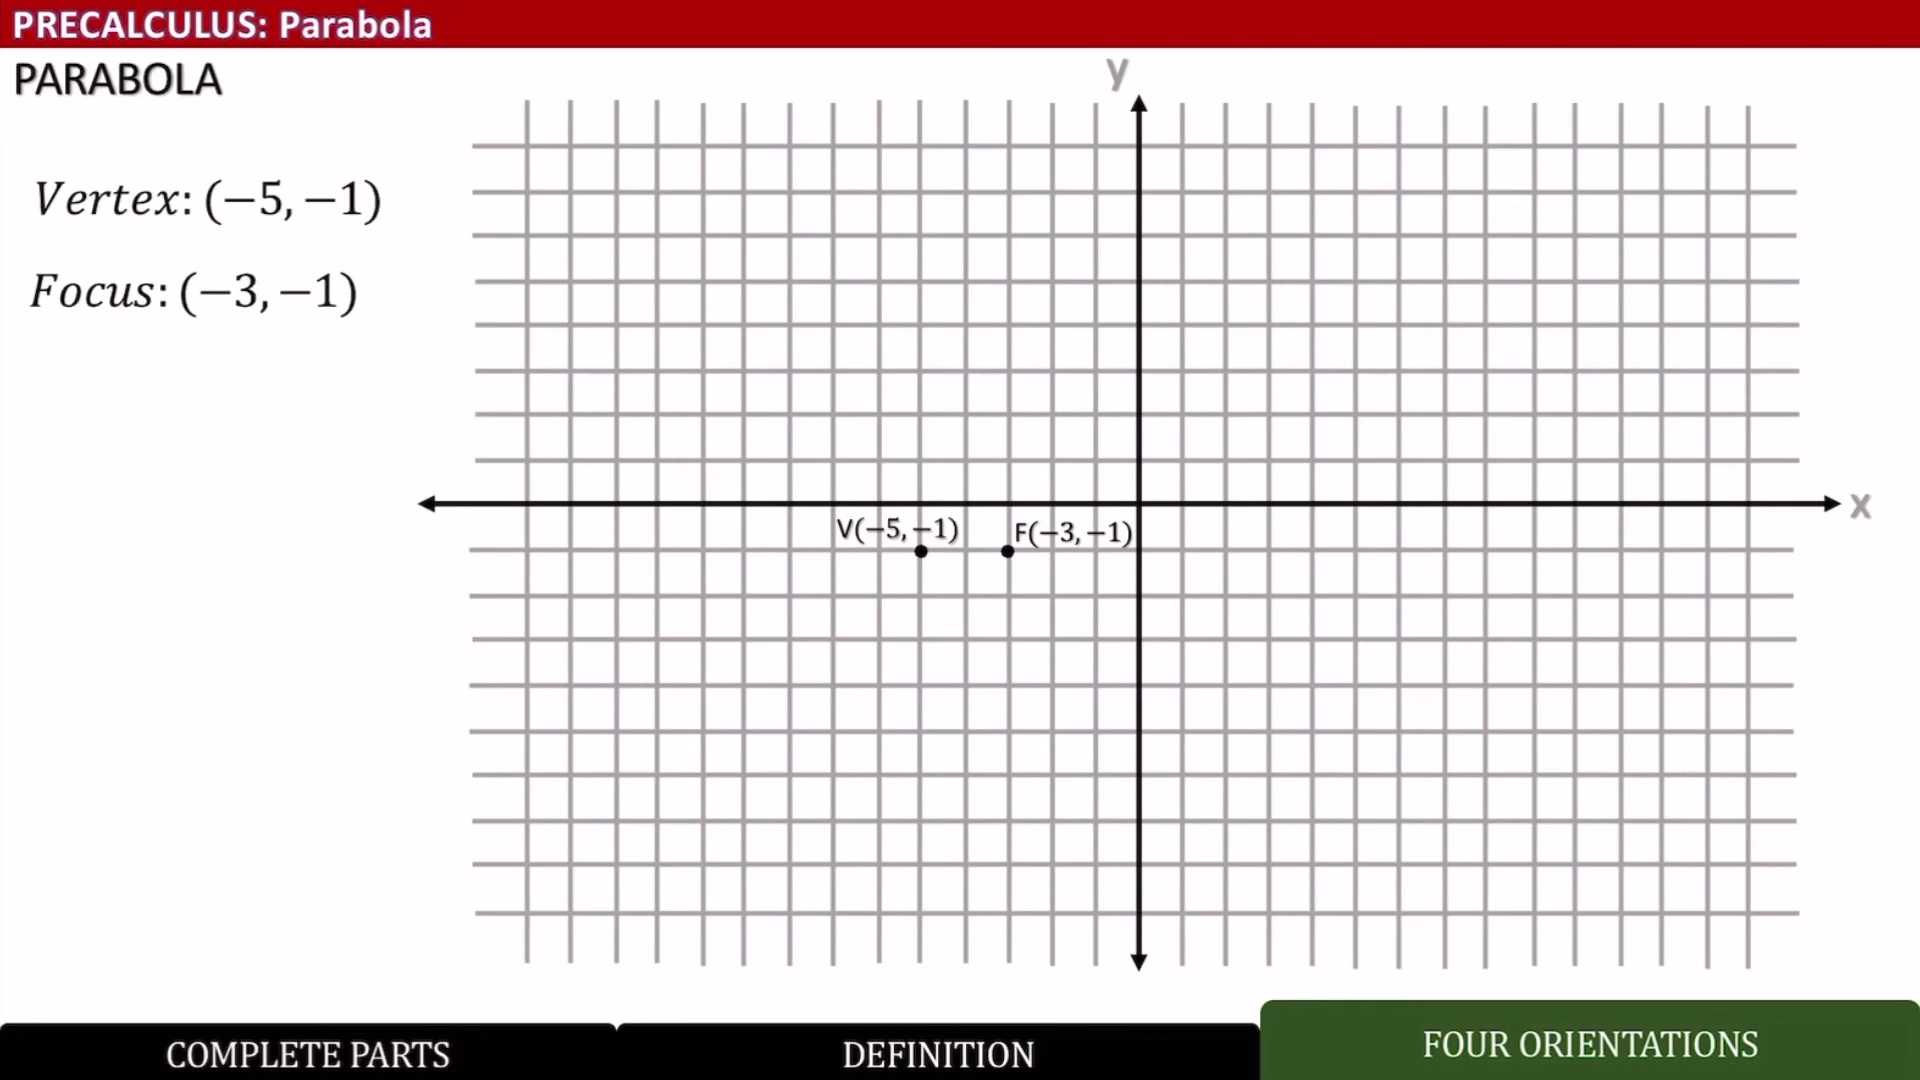 PRECALCULUS: Parabola
PARABOLA
y
Vertex: (−5, −1)
Focus: (−3, −1)
x
V(−5, −1)
F(−3, −1)
COMPLETE PARTS
DEFINITION
FOUR ORIENTATIONS